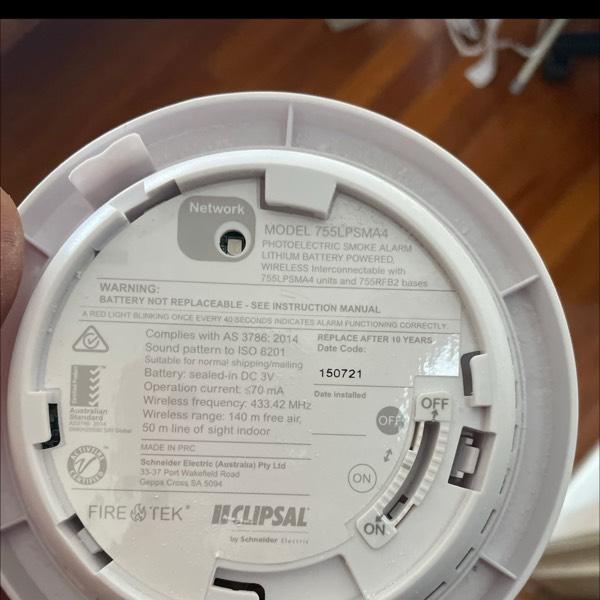 Network
MODEL 755LPSMA4
PHOTOELECTRIC SMOKE ALARM
LITHIUM BATTERY POWERED,
WIRELESS Interconnectable with
755LPSMA4 units and 755RFB2 bases
WARNING:
BATTERY NOT REPLACEABLE - SEE INSTRUCTION MANUAL
A RED LIGHT BLINKING ONCE EVERY 40 SECONDS INDICATES ALARM FUNCTIONING CORRECTLY.
Complies with AS 3786: 2014
Sound pattern to ISO 8201
Suitable for normal shipping/mailing
Battery: sealed-in DC 3V
Operation current: ≤70 mA
Wireless frequency: 433.42 MHz
Wireless range: 140 m free air,
50 m line of sight indoor
REPLACE AFTER 10 YEARS
Date Code:
150721
Date installed
OFF
OFF
ON
ON
Australian
Standard
MADE IN PRC
Schneider Electric (Australia) Pty Ltd
33-37 Port Wakefield Road
Gepps Cross SA 5094
ACTIVFIRE
CERTIFIED
FIRE TEK
CLIPSAL
by Schneider Electric